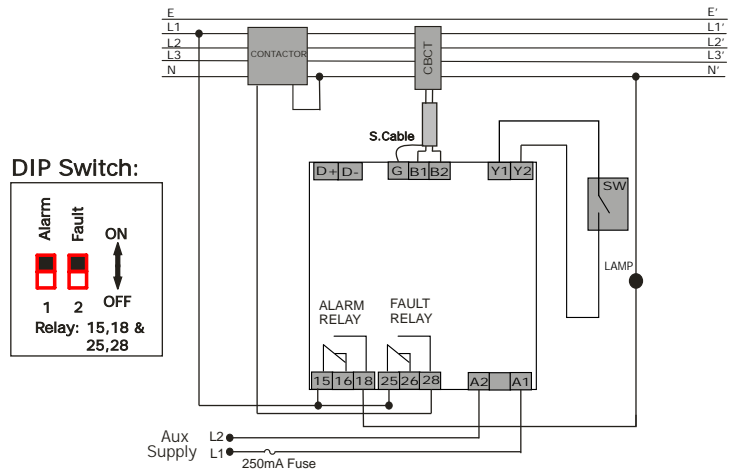 E E'
L1 L1'
L2 L2'
L3 L3'
N N'
CONTACTOR
CBCT
S.Cable
D+ D- G B1 B2 Y1 Y2
SW
LAMP
DIP Switch:
Alarm Fault ON
1 2 OFF
Relay: 15,18 &
25,28
ALARM
RELAY
FAULT
RELAY
15 16 18 25 26 28 A2 A1
Aux
Supply
L2
L1
250mA Fuse